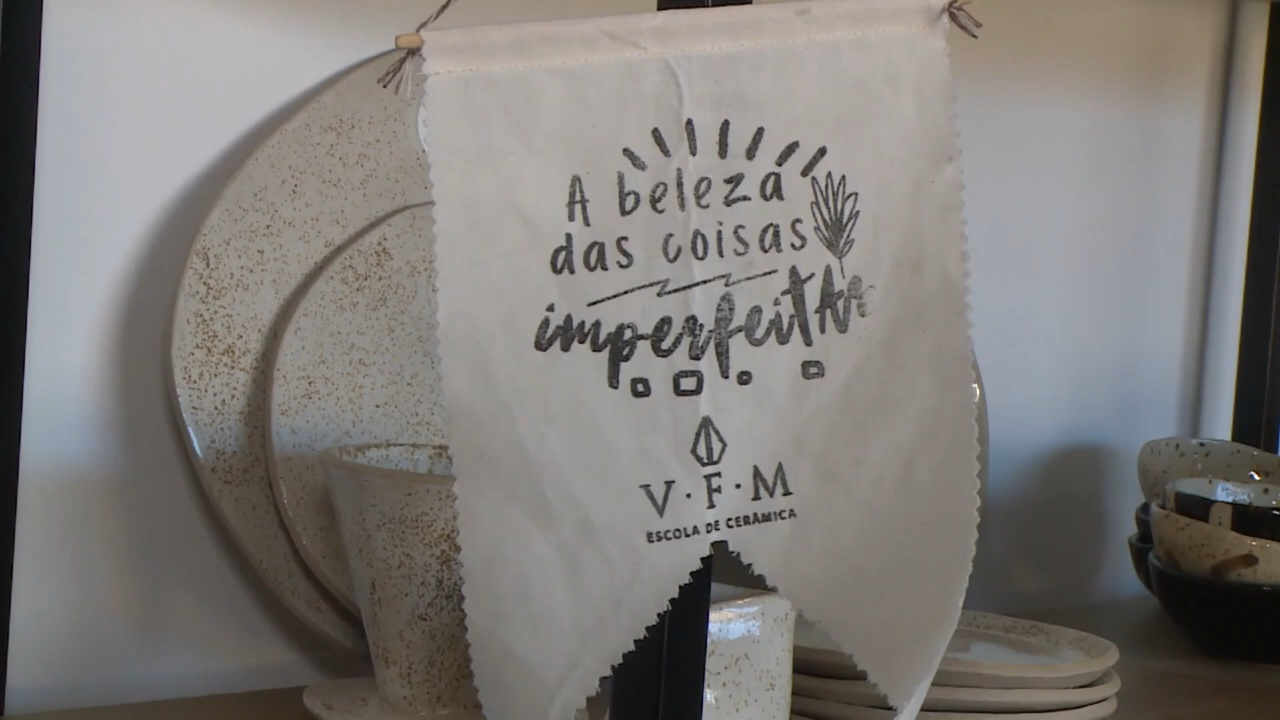 A beleza
das coisas
imperfeitas
V·F·M
ESCOLA DE CERÂMICA